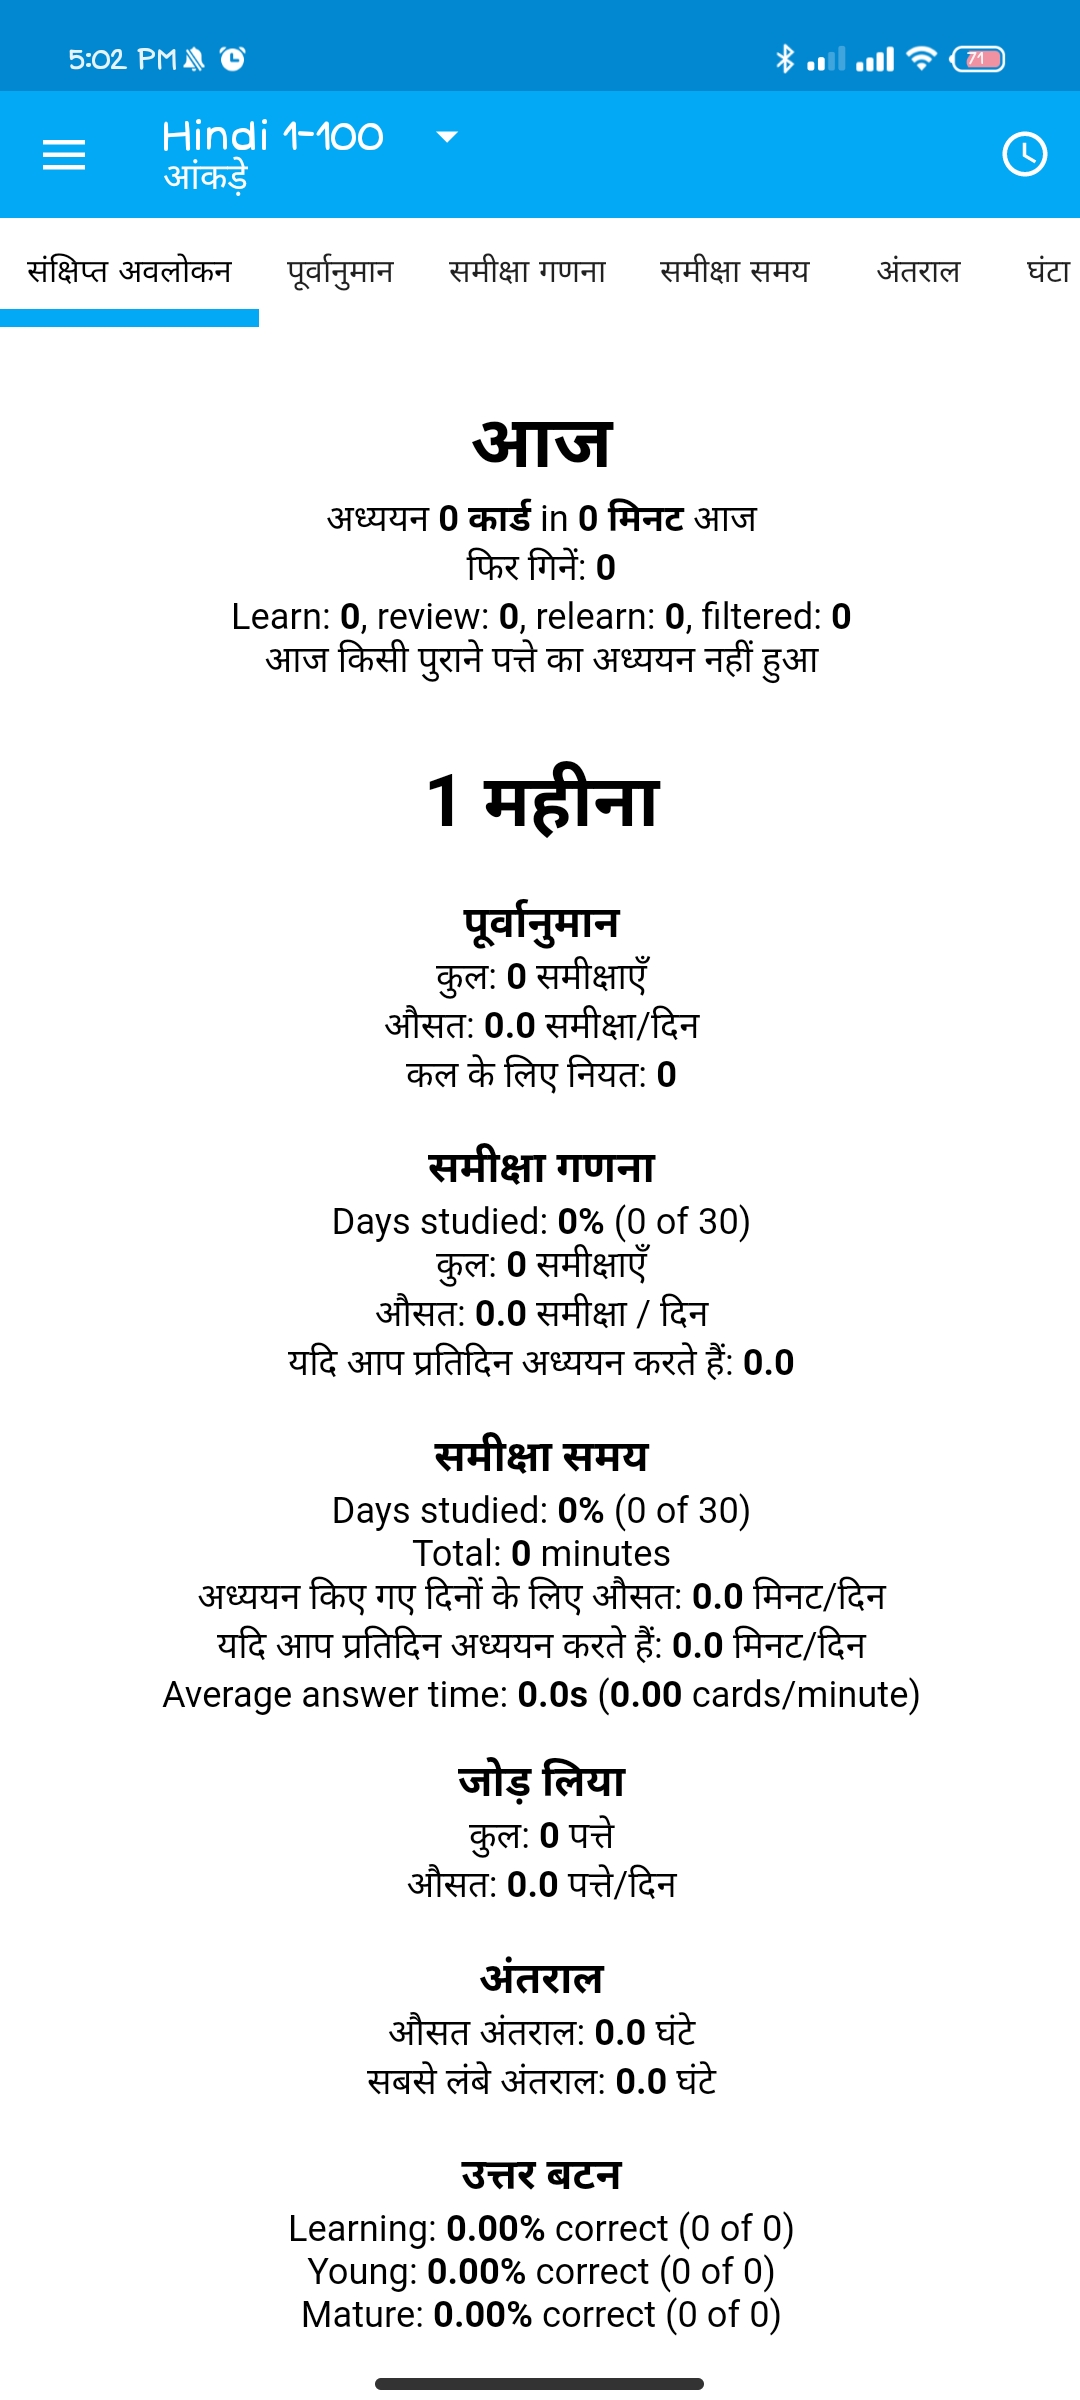 5:02 PM
71
Hindi 1-100
आंकड़े
संक्षिप्त अवलोकन पूर्वानुमान समीक्षा गणना समीक्षा समय अंतराल घंटा
आज
अध्ययन 0 कार्ड in 0 मिनट आज
फिर गिनें: 0
Learn: 0, review: 0, relearn: 0, filtered: 0
आज किसी पुराने पत्ते का अध्ययन नहीं हुआ
1 महीना
पूर्वानुमान
कुल: 0 समीक्षाएँ
औसत: 0.0 समीक्षा/दिन
कल के लिए नियत: 0
समीक्षा गणना
Days studied: 0% (0 of 30)
कुल: 0 समीक्षाएँ
औसत: 0.0 समीक्षा / दिन
यदि आप प्रतिदिन अध्ययन करते हैं: 0.0
समीक्षा समय
Days studied: 0% (0 of 30)
Total: 0 minutes
अध्ययन किए गए दिनों के लिए औसत: 0.0 मिनट/दिन
यदि आप प्रतिदिन अध्ययन करते हैं: 0.0 मिनट/दिन
Average answer time: 0.0s (0.00 cards/minute)
जोड़ लिया
कुल: 0 पत्ते
औसत: 0.0 पत्ते/दिन
अंतराल
औसत अंतराल: 0.0 घंटे
सबसे लंबे अंतराल: 0.0 घंटे
उत्तर बटन
Learning: 0.00% correct (0 of 0)
Young: 0.00% correct (0 of 0)
Mature: 0.00% correct (0 of 0)